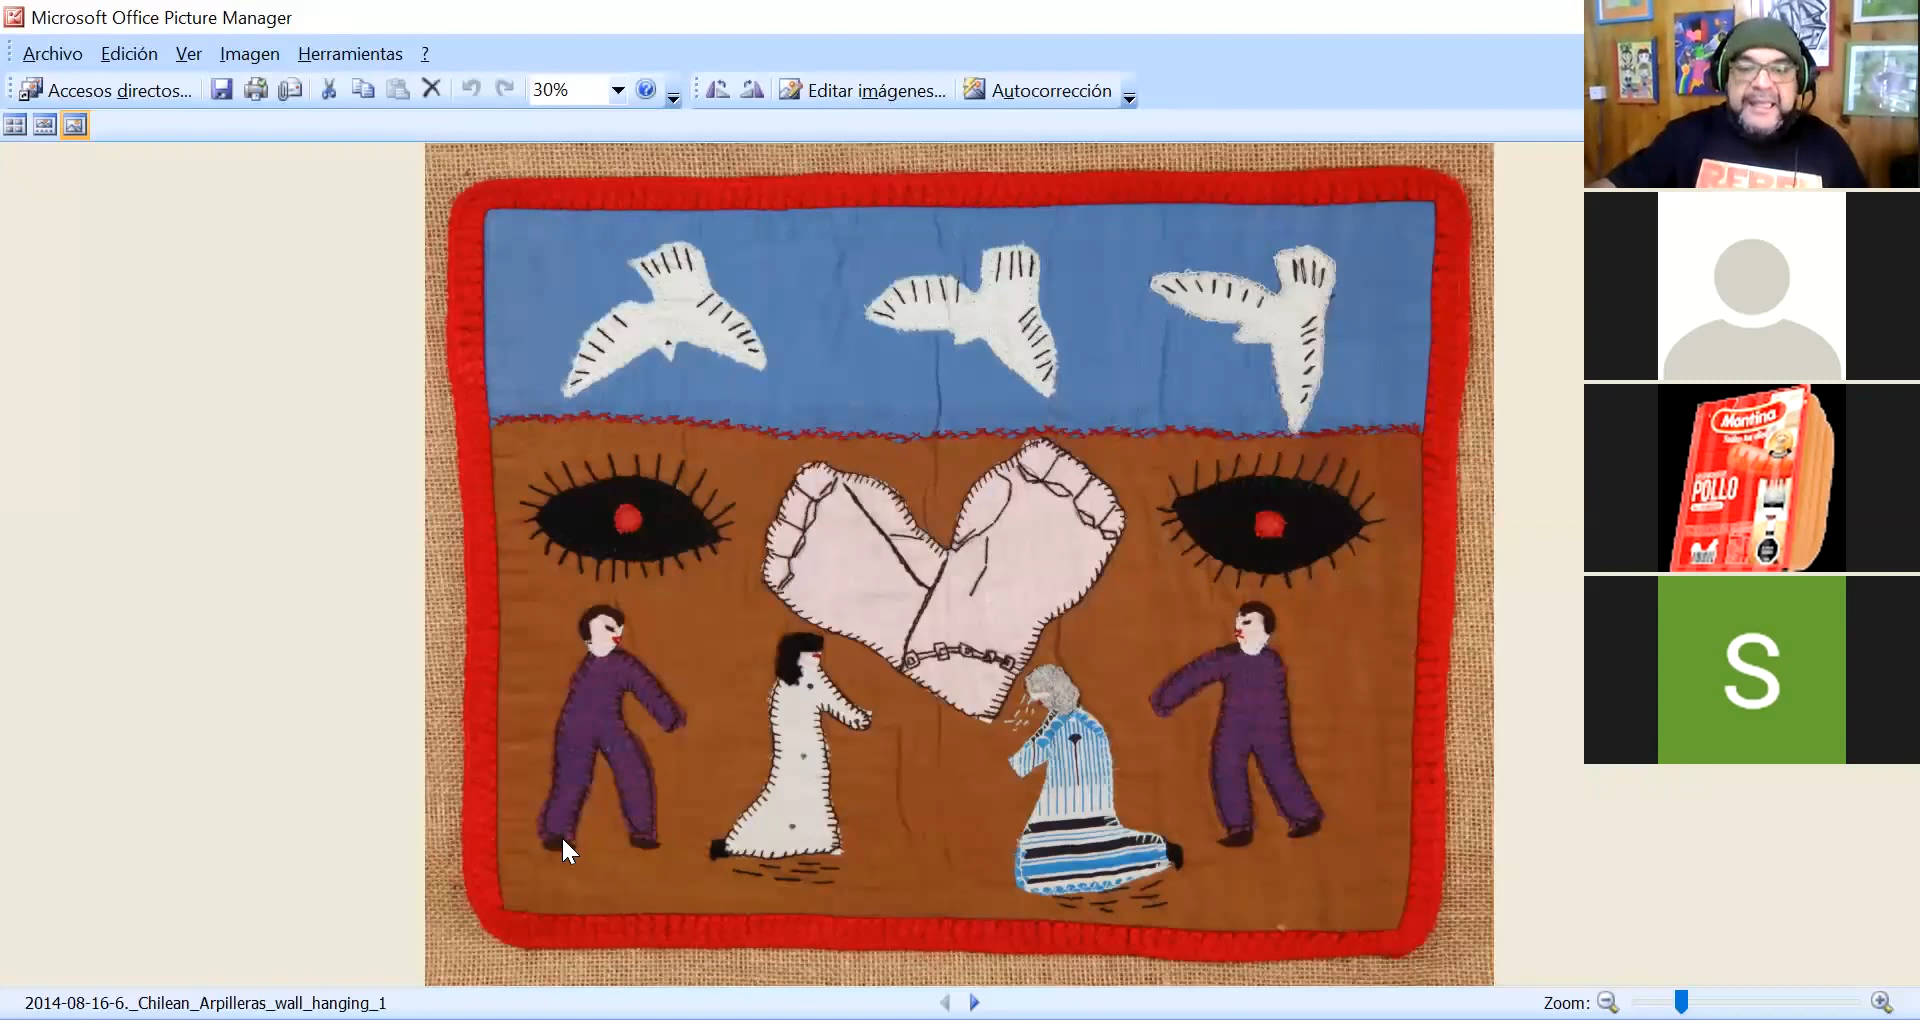 Microsoft Office Picture Manager
Archivo Edición Ver Imagen Herramientas ?
Accesos directos... 30% Editar imágenes... Autocorrección
REBEL
Montina
POLLO
S
2014-08-16-6._Chilean_Arpilleras_wall_hanging_1
Zoom: